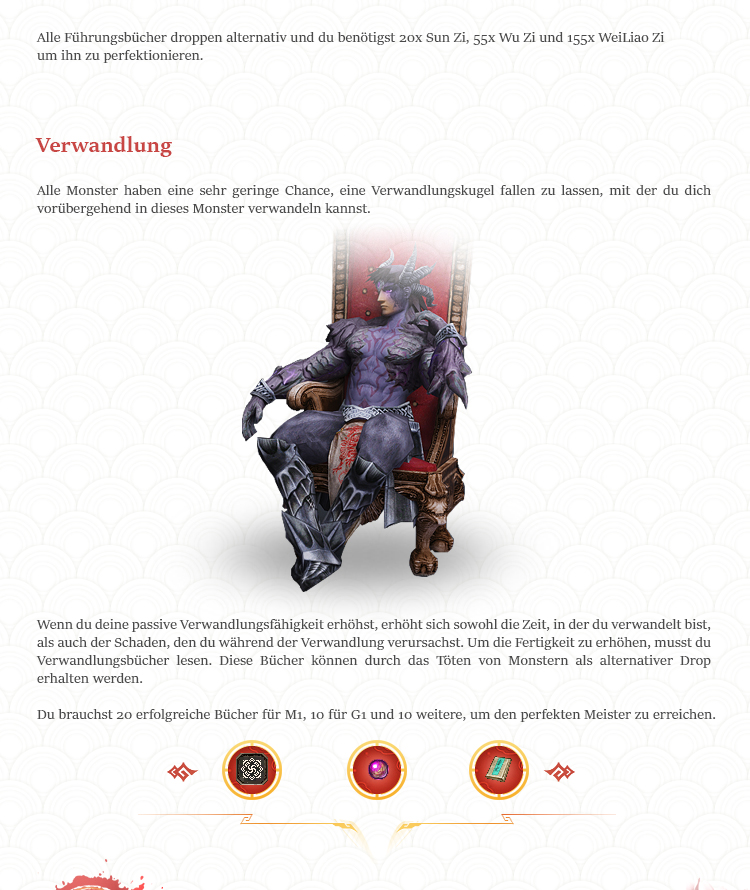 Alle Führungsbücher droppen alternativ und du benötigst 20x Sun Zi, 55x Wu Zi und 155x WeiLiao Zi
um ihn zu perfektionieren.
Verwandlung
Alle Monster haben eine sehr geringe Chance, eine Verwandlungskugel fallen zu lassen, mit der du dich
vorübergehend in dieses Monster verwandeln kannst.
Wenn du deine passive Verwandlungsfähigkeit erhöhst, erhöht sich sowohl die Zeit, in der du verwandelt bist,
als auch der Schaden, den du während der Verwandlung verursachst. Um die Fertigkeit zu erhöhen, musst du
Verwandlungsbücher lesen. Diese Bücher können durch das Töten von Monstern als alternativer Drop
erhalten werden.
Du brauchst 20 erfolgreiche Bücher für M1, 10 für G1 und 10 weitere, um den perfekten Meister zu erreichen.